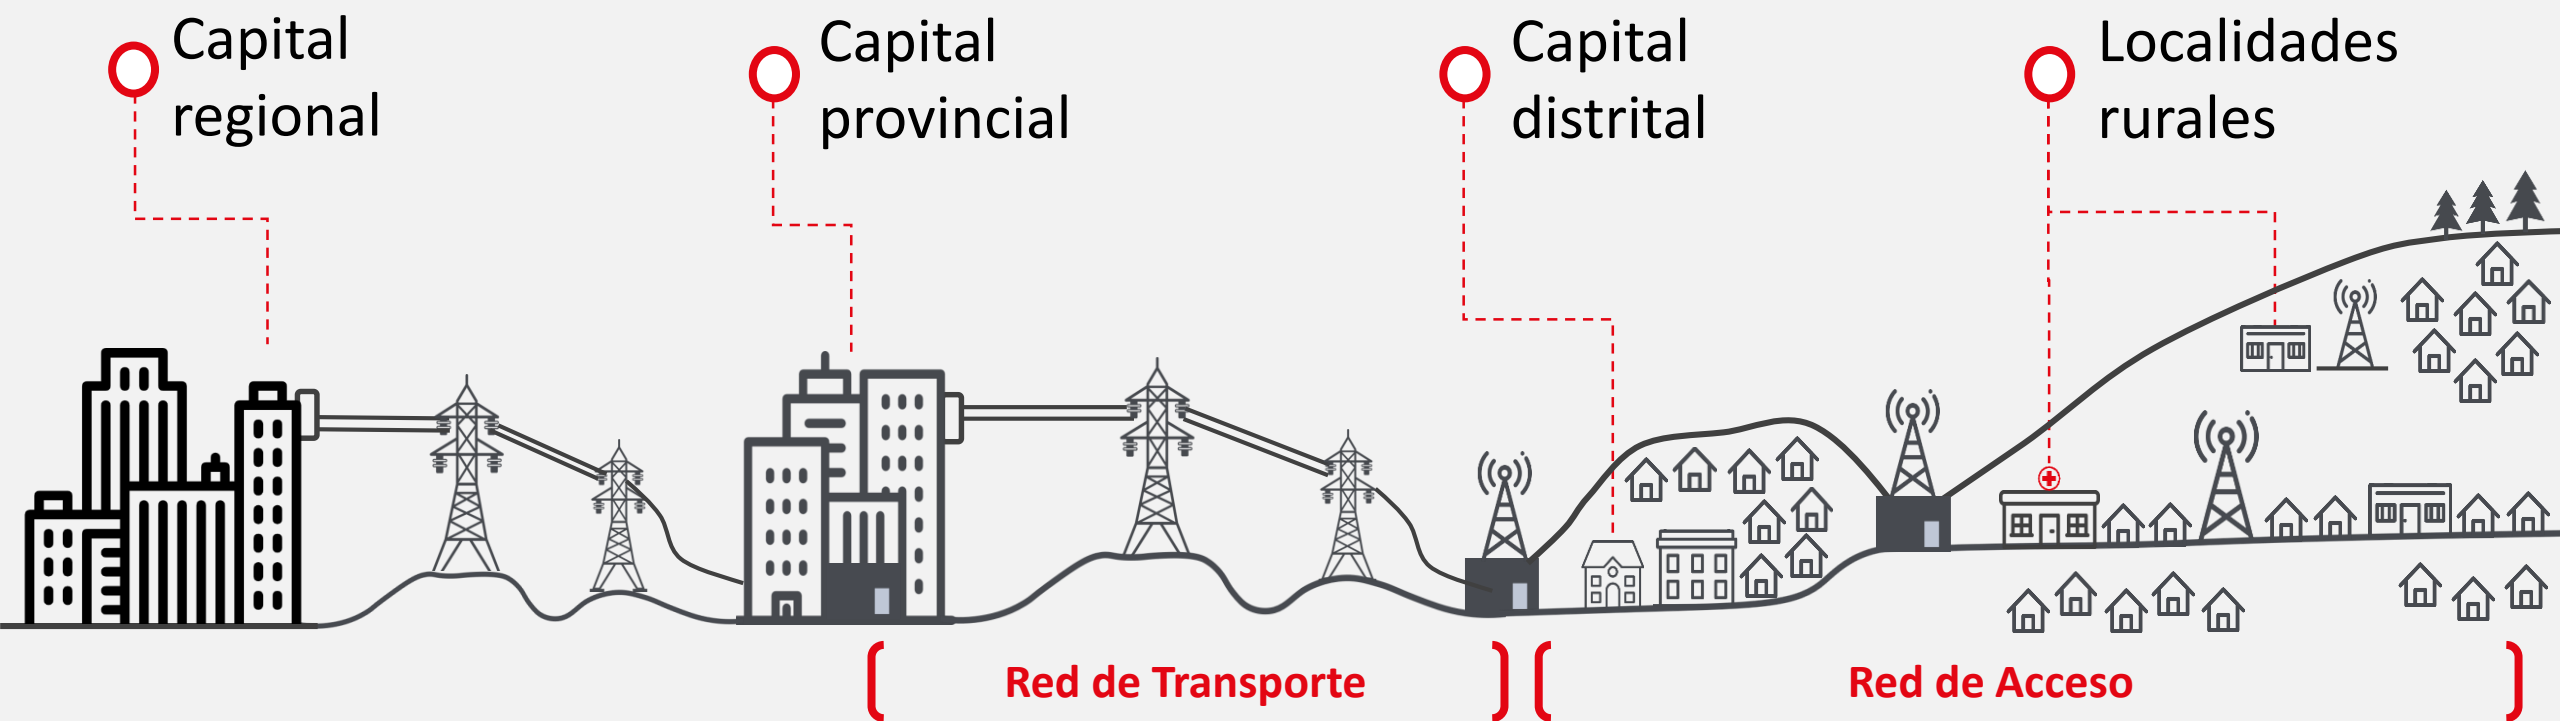 Capital
regional
Capital
provincial
Capital
distrital
Localidades
rurales
Red de Transporte
Red de Acceso